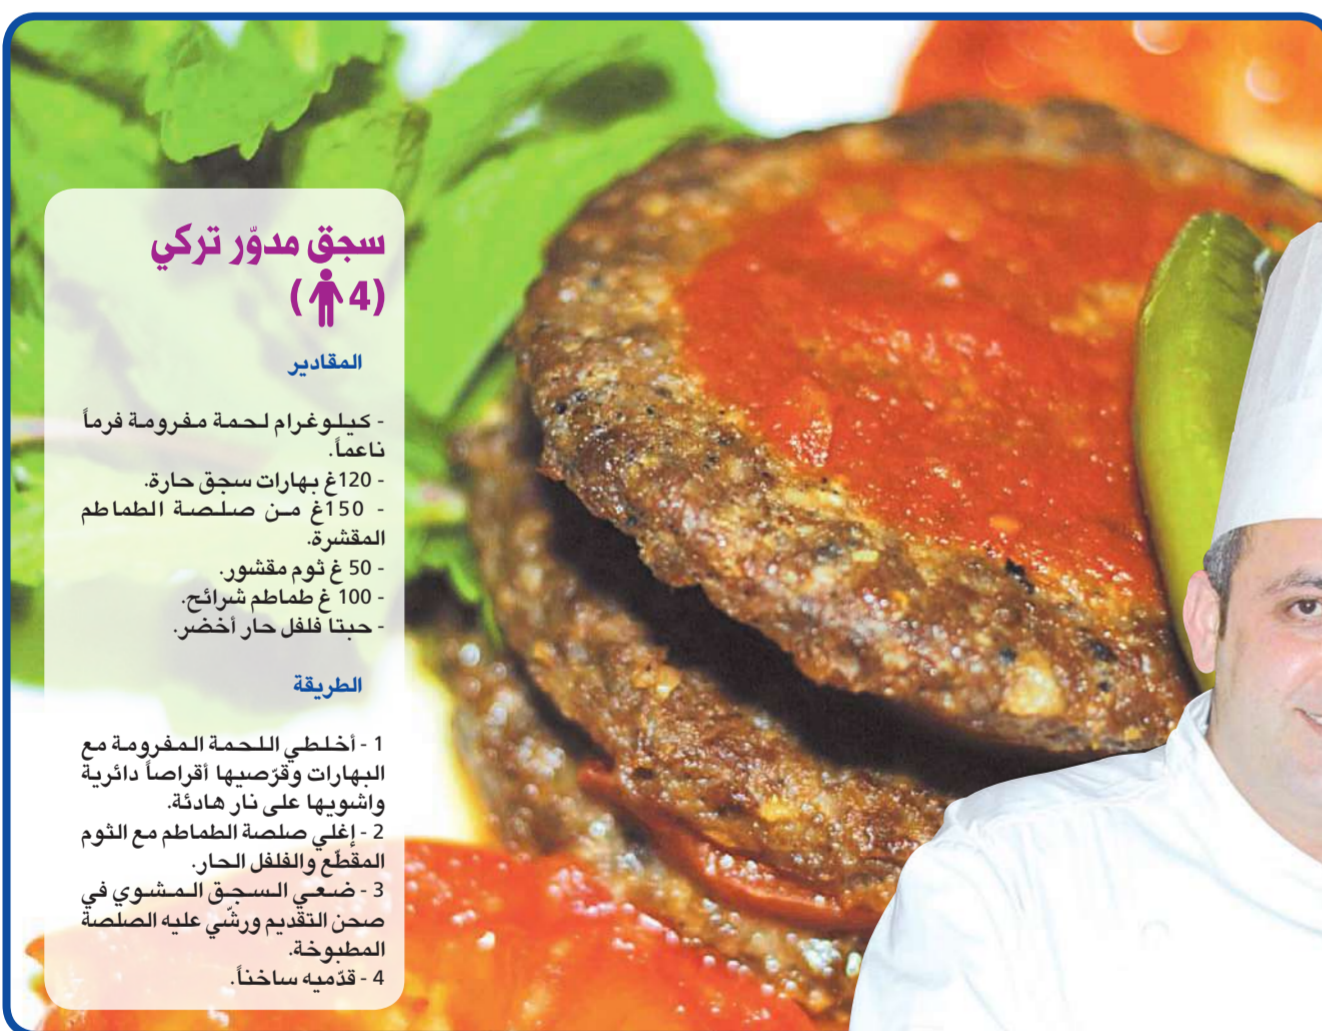 سجق مدوّر تركي
(4)
المقادير
- كيلوغرام لحمة مفرومة فرماً
ناعماً.
- 120غ بهارات سجق حارة.
- 150غ من صلصة الطماطم
المقشرة.
- 50 غ ثوم مقشور.
- 100 غ طماطم شرائح.
- حبتا فلفل حار أخضر.
الطريقة
1 - أخلطي اللحمة المفرومة مع
البهارات وقرّصيها أقراصاً دائرية
واشويها على نار هادئة.
2 - إغلي صلصة الطماطم مع الثوم
المقطّع والفلفل الحار.
3 - ضعي السجق المشوي في
صحن التقديم ورشّي عليه الصلصة
المطبوخة.
4 - قدّميه ساخناً.